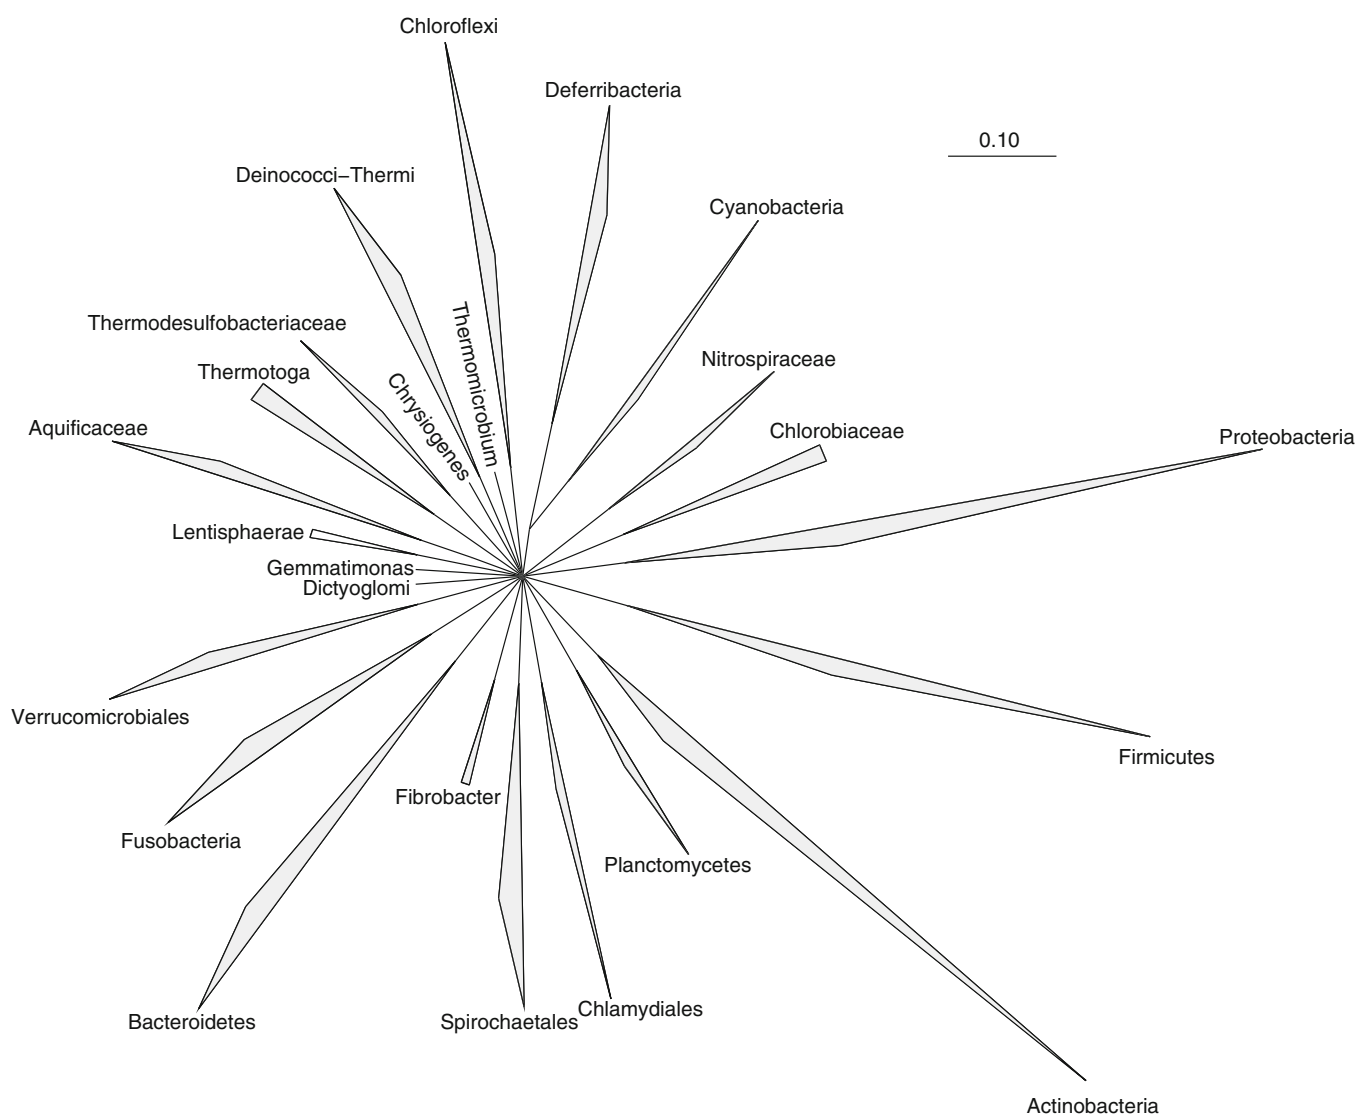 Chloroflexi
Deferribacteria
0.10
Deinococci–Thermi
Cyanobacteria
Thermodesulfobacteriaceae
Thermomicrobium
Nitrospiraceae
Thermotoga
Chrysiogenes
Aquificaceae
Chlorobiaceae
Proteobacteria
Lentisphaerae
Gemmatimonas
Dictyoglomi
Verrucomicrobiales
Firmicutes
Fibrobacter
Fusobacteria
Planctomycetes
Bacteroidetes
Spirochaetales
Chlamydiales
Actinobacteria